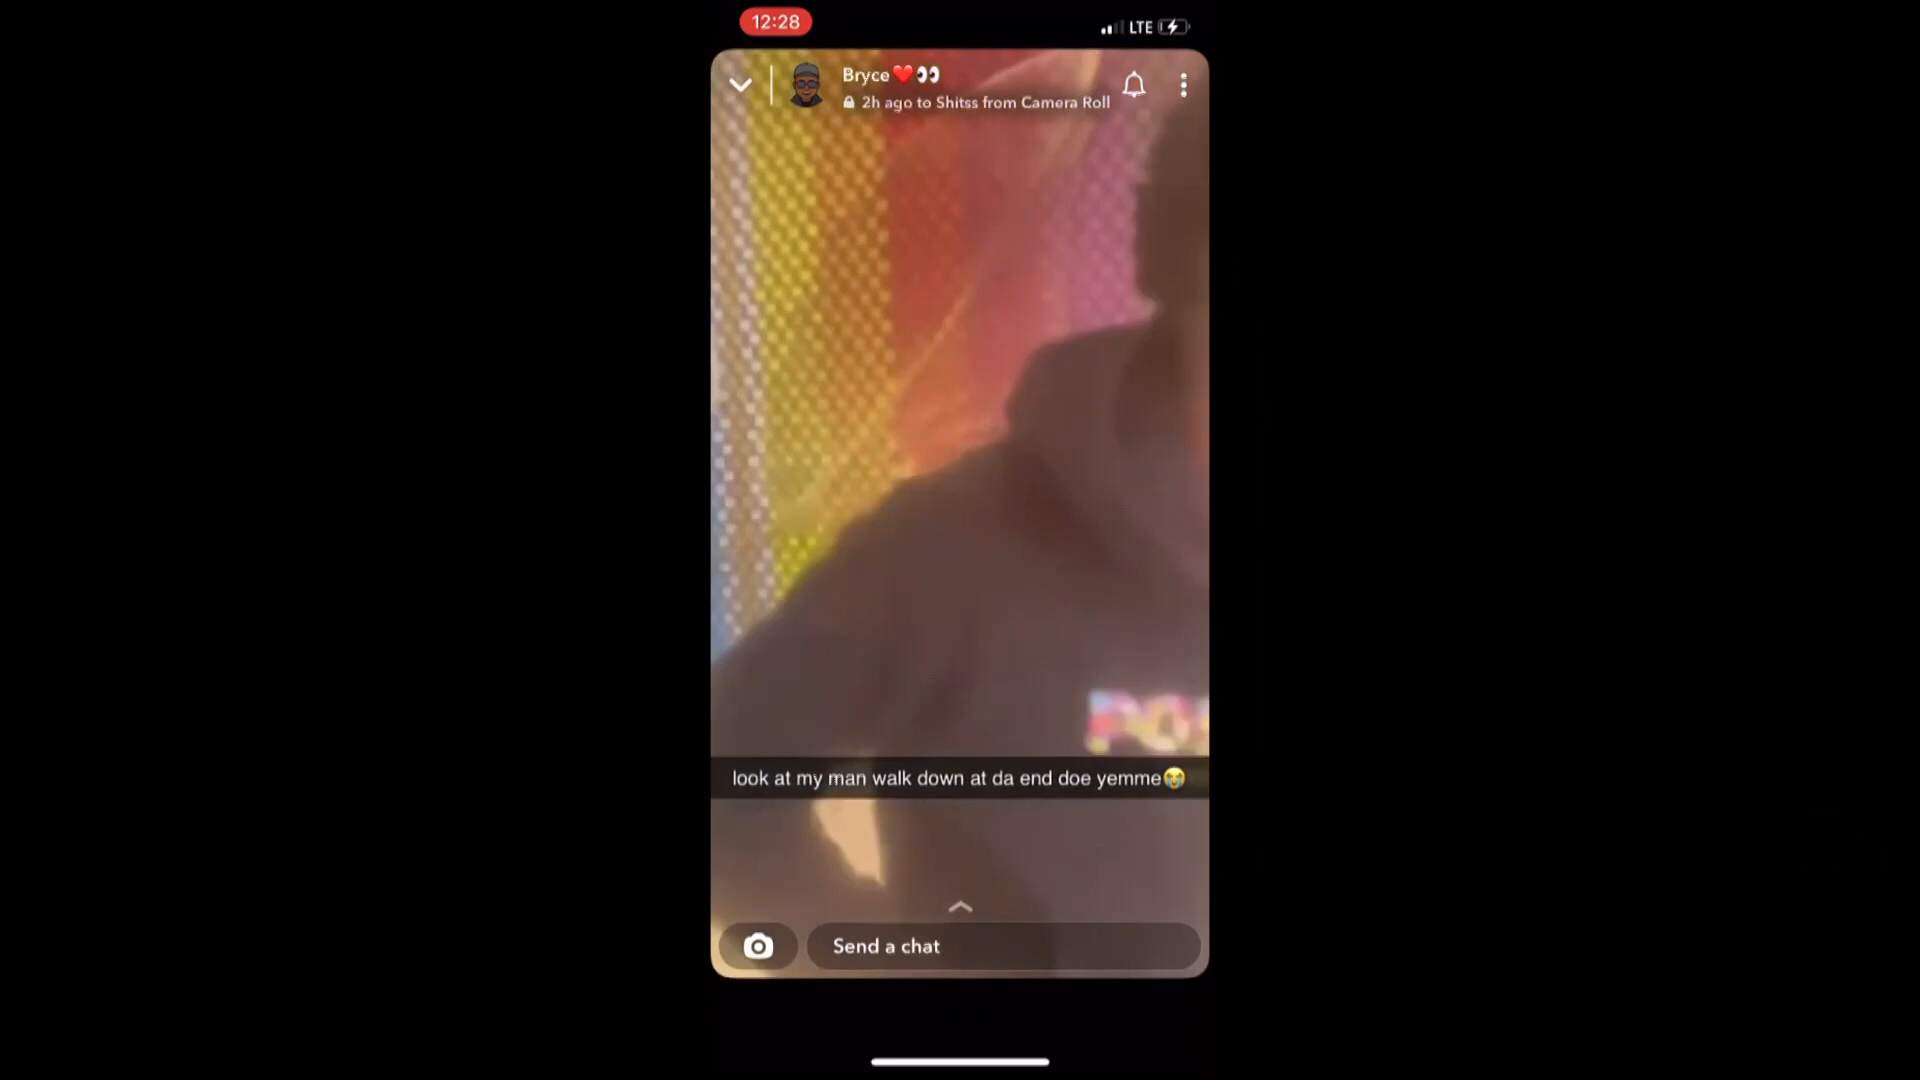 12:28
LTE
Bryce❤️👀
2h ago to Shitss from Camera Roll
look at my man walk down at da end doe yemme😭
Send a chat